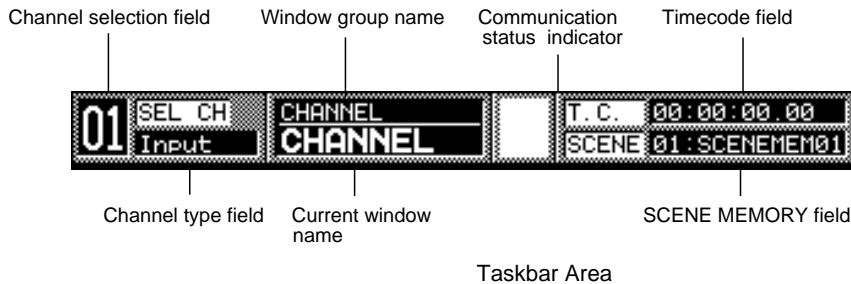 Channel selection field
Window group name
Communication
status indicator
Timecode field
01
SEL CH
CHANNEL
T.C.
00:00:00.00
Input
CHANNEL
SCENE
01:SCENEMEM01
Channel type field
Current window
name
SCENE MEMORY field
Taskbar Area